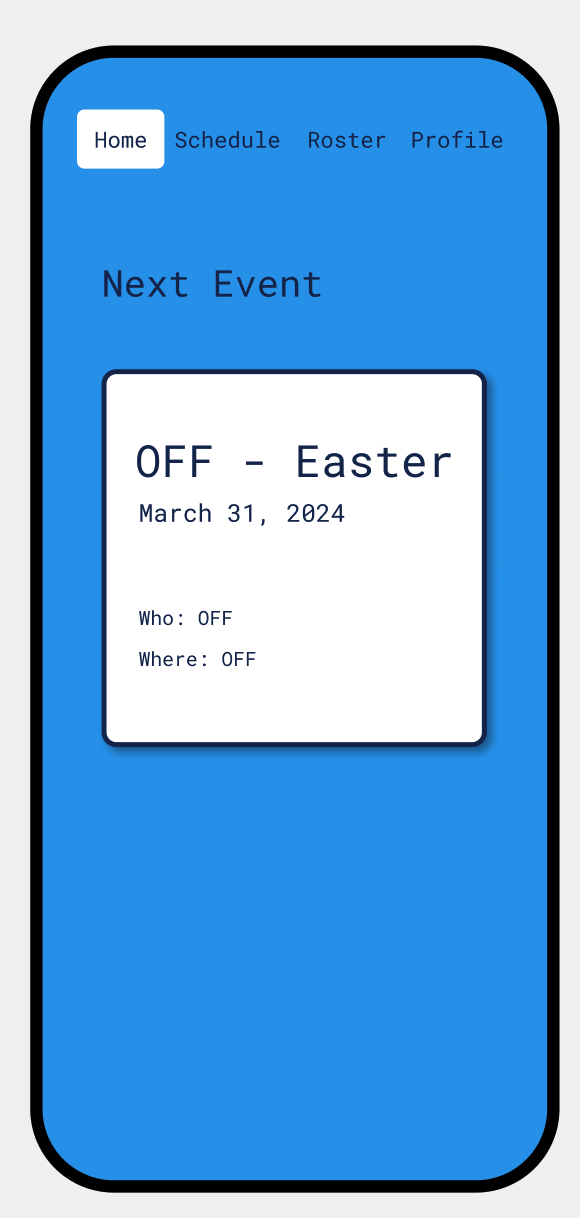 Home Schedule Roster Profile
Next Event
OFF - Easter
March 31, 2024
Who: OFF
Where: OFF